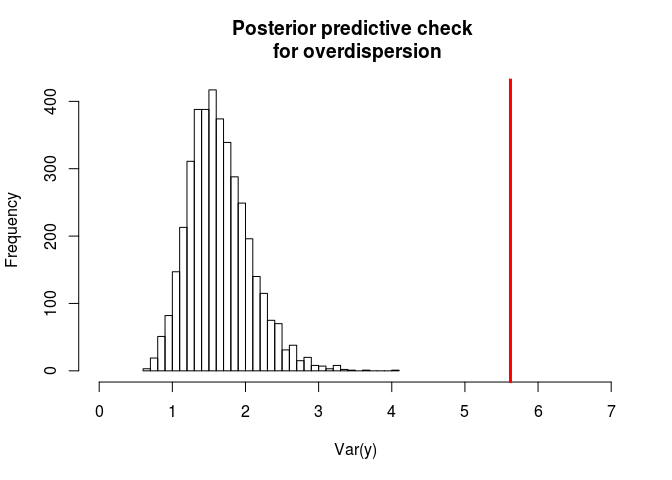 Posterior predictive check
for overdispersion
Frequency
400
300
200
100
0
0 1 2 3 4 5 6 7
Var(y)